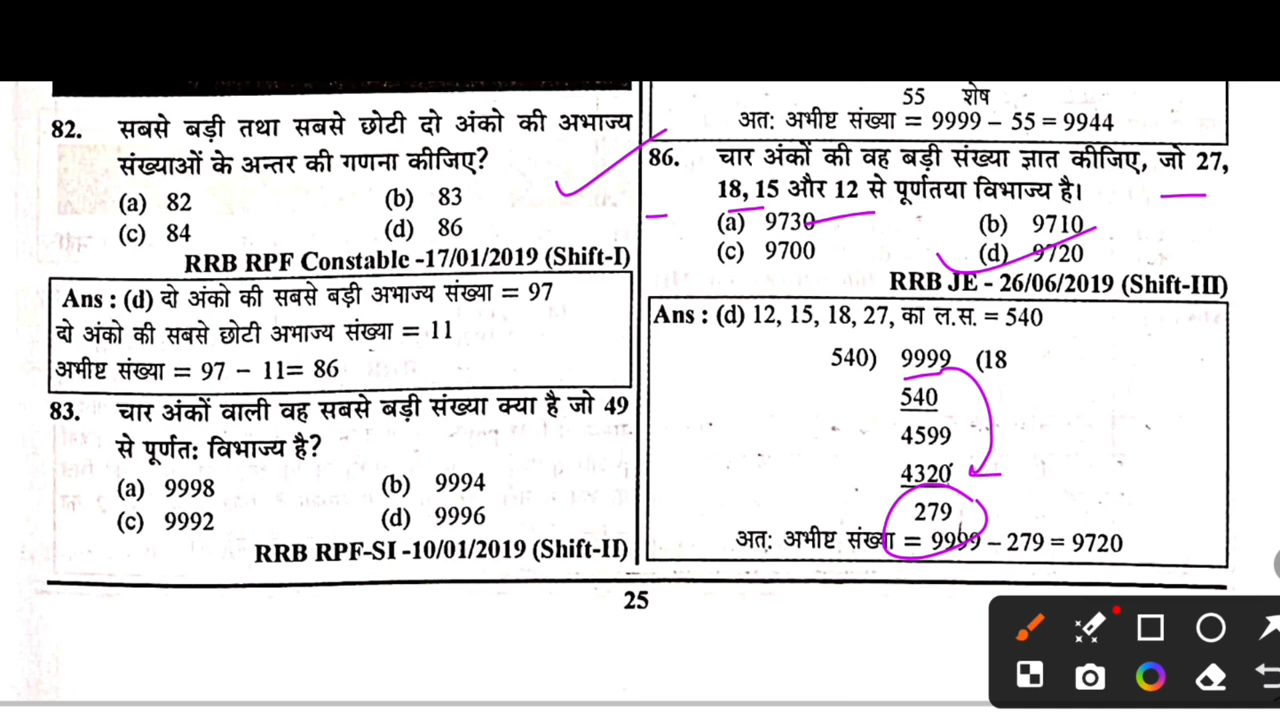 82. सबसे बड़ी तथा सबसे छोटी दो अंको की अभाज्य
संख्याओं के अन्तर की गणना कीजिए?
(a) 82 (b) 83
(c) 84 (d) 86
RRB RPF Constable -17/01/2019 (Shift-I)
Ans : (d) दो अंको की सबसे बड़ी अभाज्य संख्या = 97
दो अंको की सबसे छोटी अभाज्य संख्या = 11
अभीष्ट संख्या = 97 – 11= 86
83. चार अंकों वाली वह सबसे बड़ी संख्या क्या है जो 49
से पूर्णत: विभाज्य है?
(a) 9998 (b) 9994
(c) 9992 (d) 9996
RRB RPF-SI -10/01/2019 (Shift-II)
55 शेष
अत: अभीष्ट संख्या = 9999 – 55 = 9944
86. चार अंकों की वह बड़ी संख्या ज्ञात कीजिए, जो 27,
18, 15 और 12 से पूर्णतया विभाज्य है।
(a) 9730 (b) 9710
(c) 9700 (d) 9720
RRB JE - 26/06/2019 (Shift-III)
Ans : (d) 12, 15, 18, 27, का ल.स. = 540
540) 9999 (18
540
4599
4320
279
अत: अभीष्ट संख्या = 9999 – 279 = 9720
25